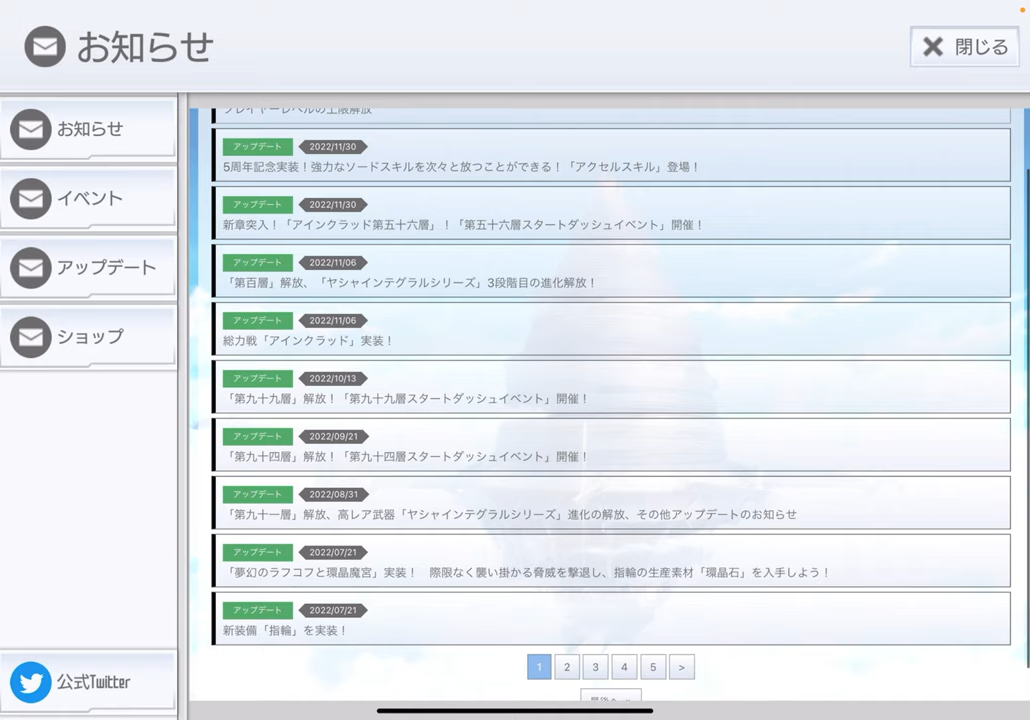 お知らせ
閉じる
お知らせ
イベント
アップデート
ショップ
公式Twitter
プレイヤーレベルの上限解放
アップデート 2022/11/30
5周年記念実装！強力なソードスキルを次々と放つことができる！「アクセルスキル」登場！
アップデート 2022/11/30
新章突入！「アインクラッド第五十六層」！「第五十六層スタートダッシュイベント」開催！
アップデート 2022/11/06
「第百層」解放、「ヤシャインテグラルシリーズ」3段階目の進化解放！
アップデート 2022/11/06
総力戦「アインクラッド」実装！
アップデート 2022/10/13
「第九十九層」解放！「第九十九層スタートダッシュイベント」開催！
アップデート 2022/09/21
「第九十四層」解放！「第九十四層スタートダッシュイベント」開催！
アップデート 2022/08/31
「第九十一層」解放、高レア武器「ヤシャインテグラルシリーズ」進化の解放、その他アップデートのお知らせ
アップデート 2022/07/21
「夢幻のラフコフと環晶魔宮」実装！　際限なく襲い掛かる脅威を撃退し、指輪の生産素材「環晶石」を入手しよう！
アップデート 2022/07/21
新装備「指輪」を実装！
1 2 3 4 5 >